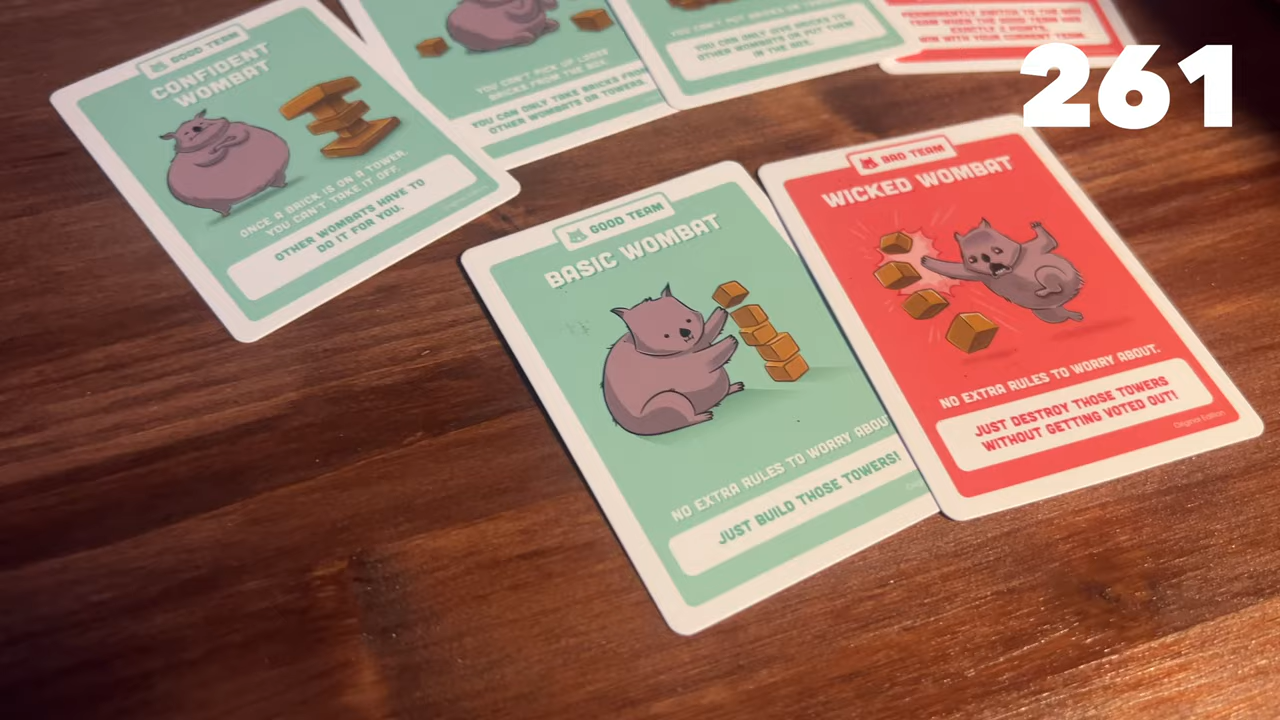 261
GOOD TEAM
CONFIDENT
WOMBAT
ONCE A BRICK IS ON A TOWER,
YOU CAN'T TAKE IT OFF.
OTHER WOMBATS HAVE TO
DO IT FOR YOU.
YOU CAN'T PICK UP LOOSE
BRICKS FROM THE BOX.
YOU CAN ONLY TAKE BRICKS FROM
OTHER WOMBATS OR TOWERS.
YOU CAN'T PUT BRICKS ON
YOU CAN ONLY GIVE BRICKS TO
OTHER WOMBATS OR PUT THEM
IN THE BOX.
PERMANENTLY SWITCH TO THE BAD
TEAM WHEN THE GOOD TEAM HAS
EXACTLY 2 POINTS.
WIN WITH YOUR CURRENT TEAM.
GOOD TEAM
BASIC WOMBAT
NO EXTRA RULES TO WORRY ABOUT
JUST BUILD THOSE TOWERS!
BAD TEAM
WICKED WOMBAT
NO EXTRA RULES TO WORRY ABOUT.
JUST DESTROY THOSE TOWERS
WITHOUT GETTING VOTED OUT!
Original Edition